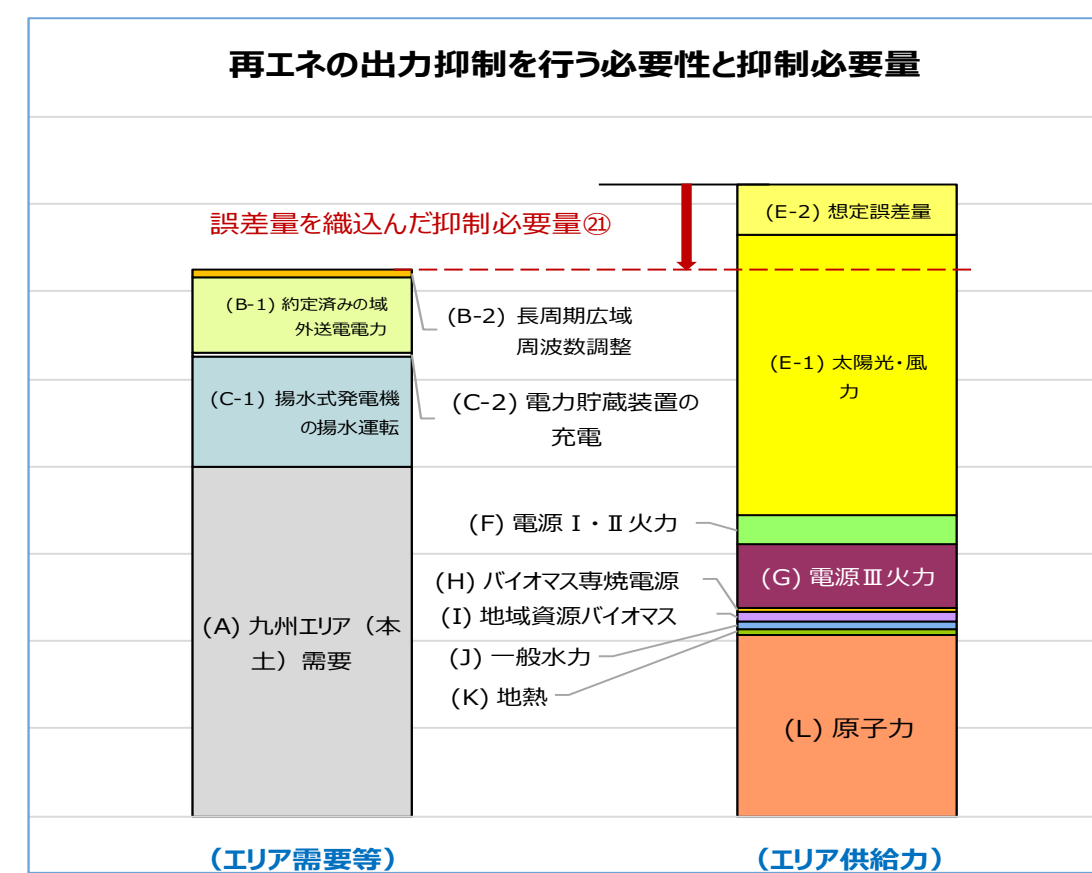 再エネの出力抑制を行う必要性と抑制必要量
誤差量を織込んだ抑制必要量㉑
(B-1) 約定済みの域
外送電電力
(B-2) 長周期広域
周波数調整
(C-1) 揚水式発電機
の揚水運転
(C-2) 電力貯蔵装置の
充電
(A) 九州エリア（本
土）需要
(E-2) 想定誤差量
(E-1) 太陽光・風
力
(F) 電源Ⅰ・Ⅱ火力
(G) 電源Ⅲ火力
(H) バイオマス専焼電源
(I) 地域資源バイオマス
(J) 一般水力
(K) 地熱
(L) 原子力
（エリア需要等）
（エリア供給力）